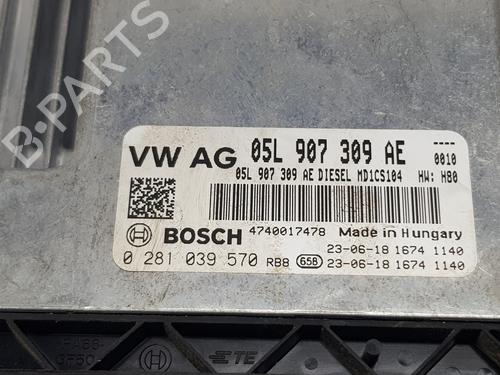 B-PARTS
VW AG 05L 907 309 AE 0010
05L 907 309 AE DIESEL MD1CS104 HW: H80
BOSCH 4740017478 Made in Hungary
23-06-18 1674 1140
0 281 039 570 RB8 658 23-06-18 1674 1140
TE